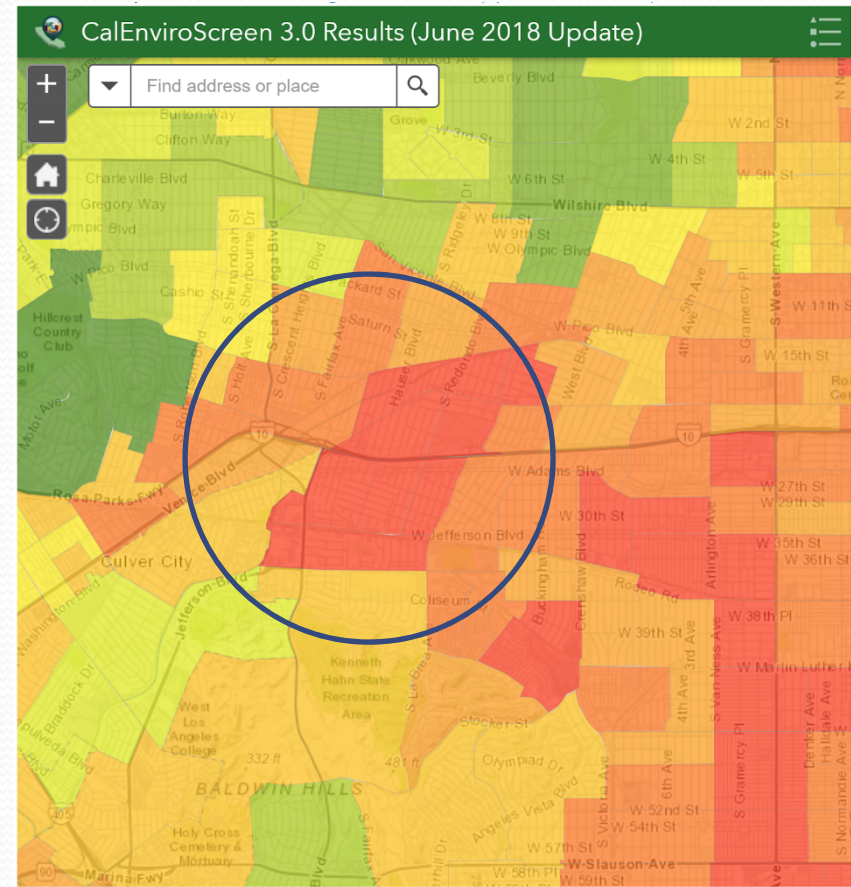 CalEnviroScreen 3.0 Results (June 2018 Update)
Find address or place
Beverly Blvd
Burton Way
Grove
W 3rd St
W 2nd St
Clifton Way
W 4th St
W 5th St
Charleville Blvd
W 6th St
Gregory Way
Wilshire Blvd
W 8th St
W 9th St
W Olympic Blvd
W Pico Blvd
San Vicente Blvd
S Ridgeley Dr
S Shenandoah St
S Sherbourne Dr
S La Cienega Blvd
S Western Ave
Cashio St
Packard St
Saturn St
S Crescent Heights Blvd
S Fairfax Ave
Hauser Blvd
S Redondo Blvd
W Pico Blvd
West Blvd
4th Ave
5th Ave
S Gramercy Pl
W 11th S
W 15th St
Hillcrest
Country
Club
Motor Ave
S Robertson Blvd
S Holt Ave
10
10
Rosa Parks Fwy
Venice Blvd
W Adams Blvd
W 27th St
W 29th St
W 30th St
W Jefferson Blvd
W 35th St
W 36th St
Arlington Ave
Culver City
Jefferson Blvd
Washington Blvd
Coliseum St
Crenshaw Blvd
Rodeo Rd
W 38th Pl
W 39th St
3rd Ave
4th Ave
S Van Ness Ave
W. Martin Luther
Kenneth
Hahn State
Recreation
Area
S La Brea Ave
Braddock Dr
West
Los
Angeles
College
Stocker St
332 ft
481 ft
Olympiad Dr
BALDWIN HILLS
Angeles Vista Blvd
S Victoria Ave
6th Ave
S Gramercy Pl
Denker Ave
Halldale Ave
S Normandie Ave
W 52nd St
W 54th St
W 57th St
405
Holy Cross
Cemetery &
Mortuary
W Slauson Ave
W 58th Pl
W 59th St
90
Marina Fwy